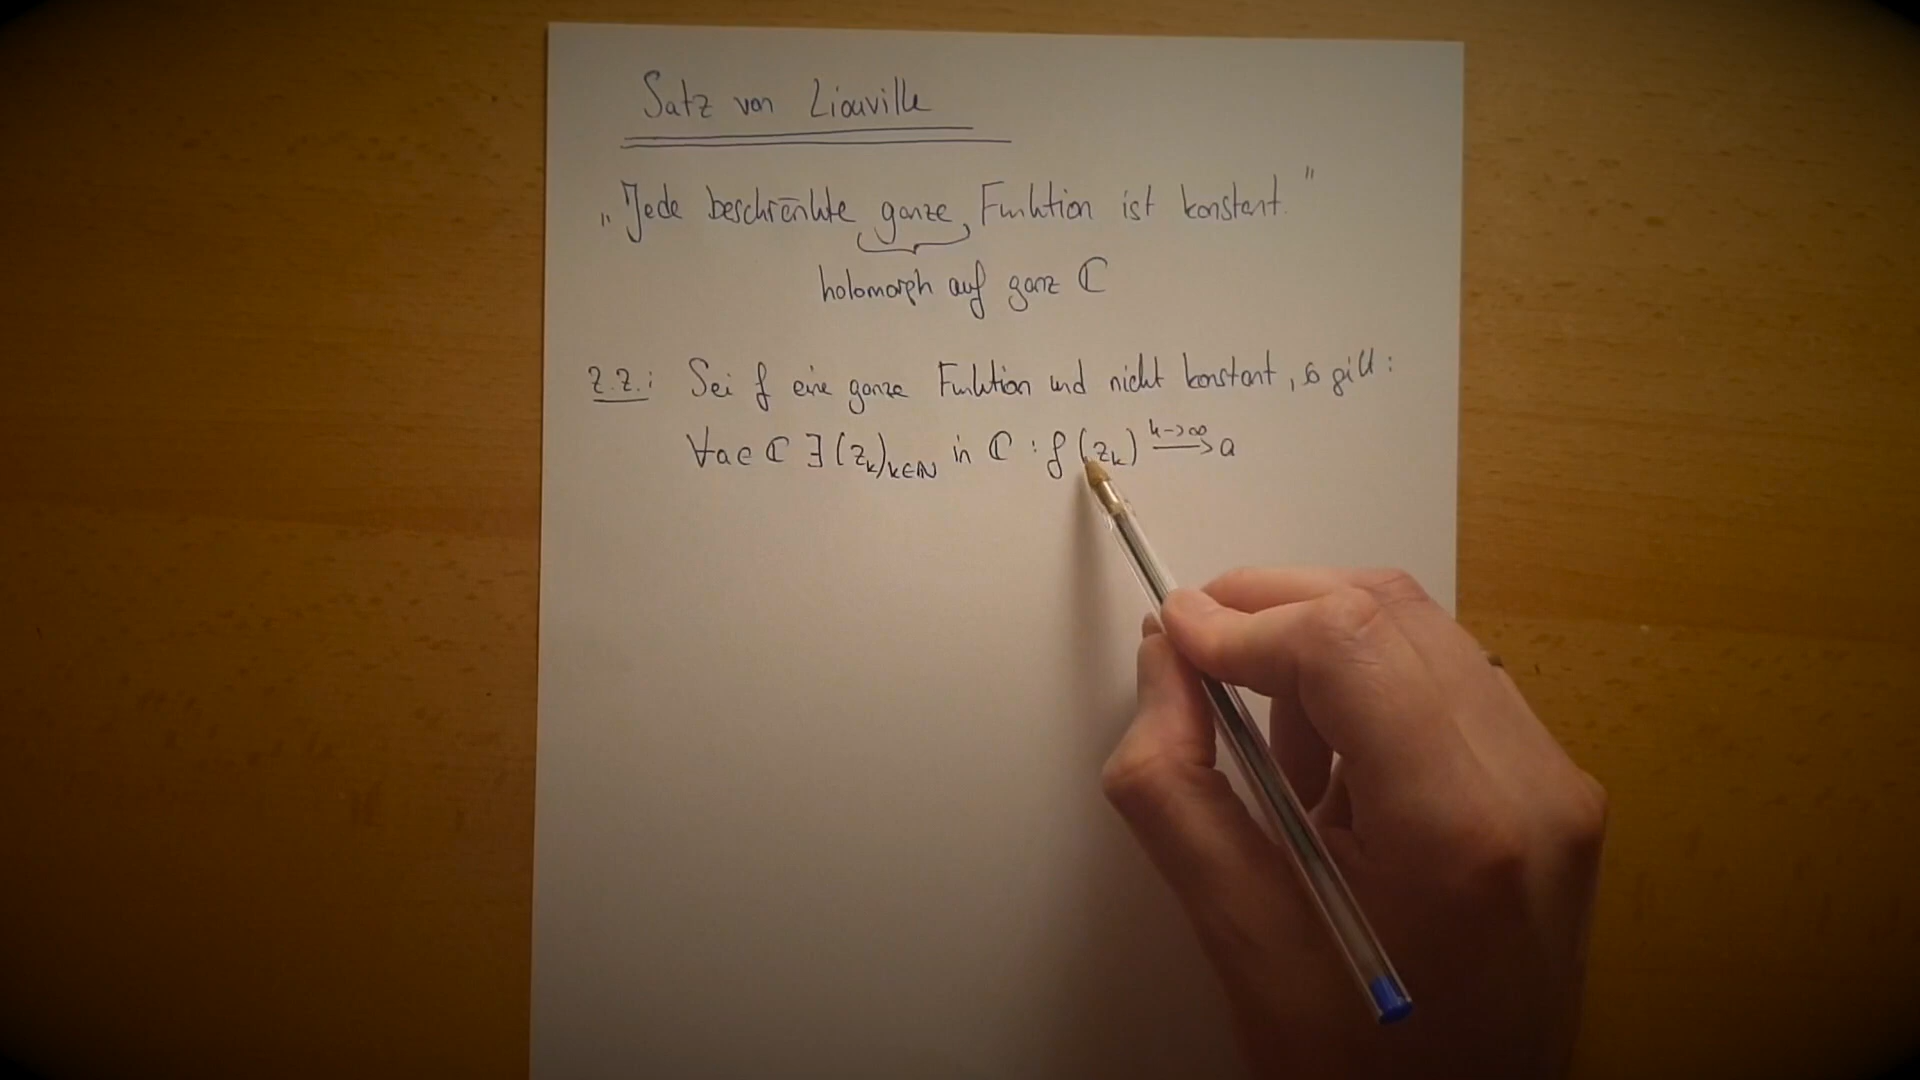 Satz von Liouville
„Jede beschränkte ganze Funktion ist konstant."
holomorph auf ganz ℂ
Z.Z.: Sei f eine ganze Funktion und nicht konstant, so gilt:
∀a∈ℂ ∃(z_k)_{k∈ℕ} in ℂ : f(z_k) \xrightarrow{k→∞} a